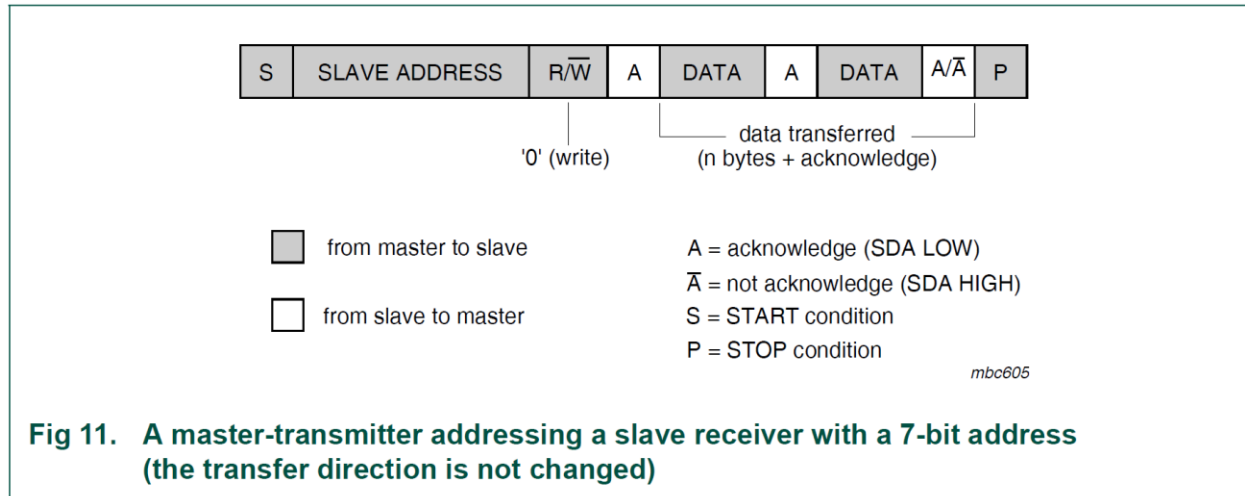 S SLAVE ADDRESS R/W̅ A DATA A DATA A/A̅ P
data transferred
'0' (write) (n bytes + acknowledge)
from master to slave A = acknowledge (SDA LOW)
A̅ = not acknowledge (SDA HIGH)
from slave to master S = START condition
P = STOP condition
mbc605
Fig 11. A master-transmitter addressing a slave receiver with a 7-bit address
(the transfer direction is not changed)